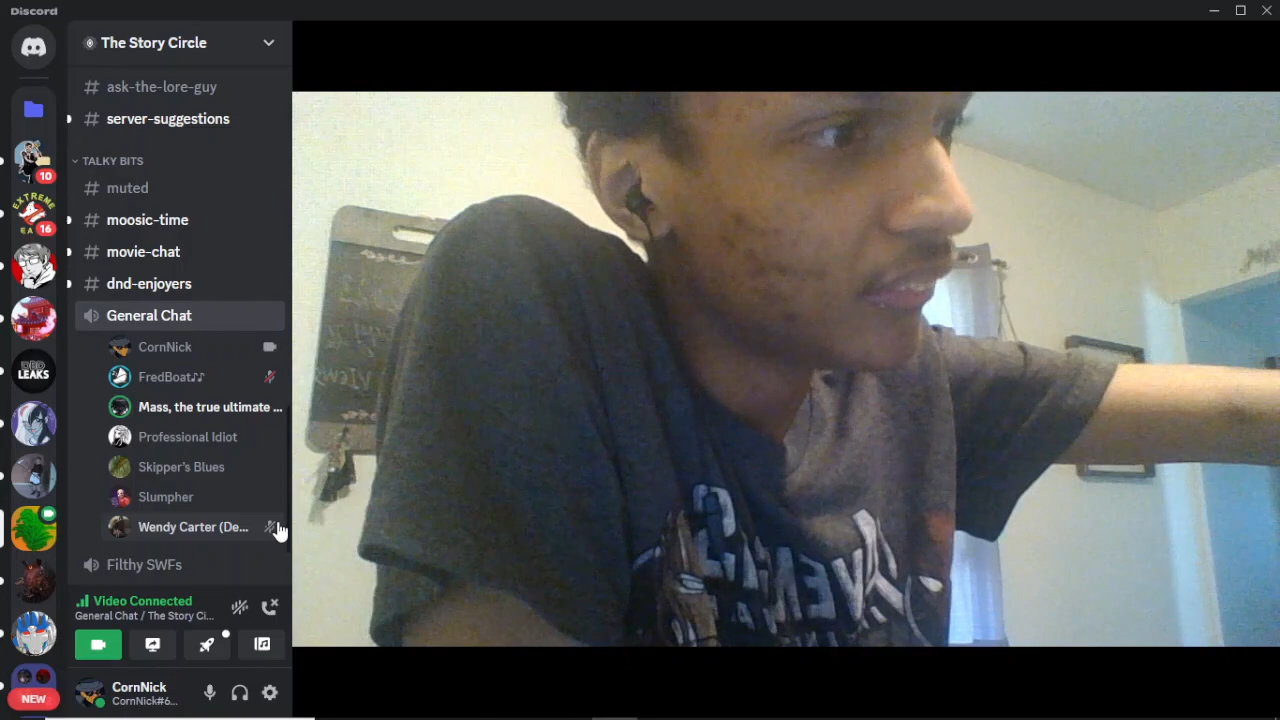 Discord
The Story Circle
ask-the-lore-guy
server-suggestions
TALKY BITS
muted
moosic-time
movie-chat
dnd-enjoyers
General Chat
CornNick
FredBoat♪♪
Mass, the true ultimate ...
Professional Idiot
Skipper's Blues
Slumpher
Wendy Carter (De...
Filthy SWFs
Video Connected
General Chat / The Story Ci...
CornNick
CornNick#6...
10
EXTREME
16
DBD
LEAKS
NEW